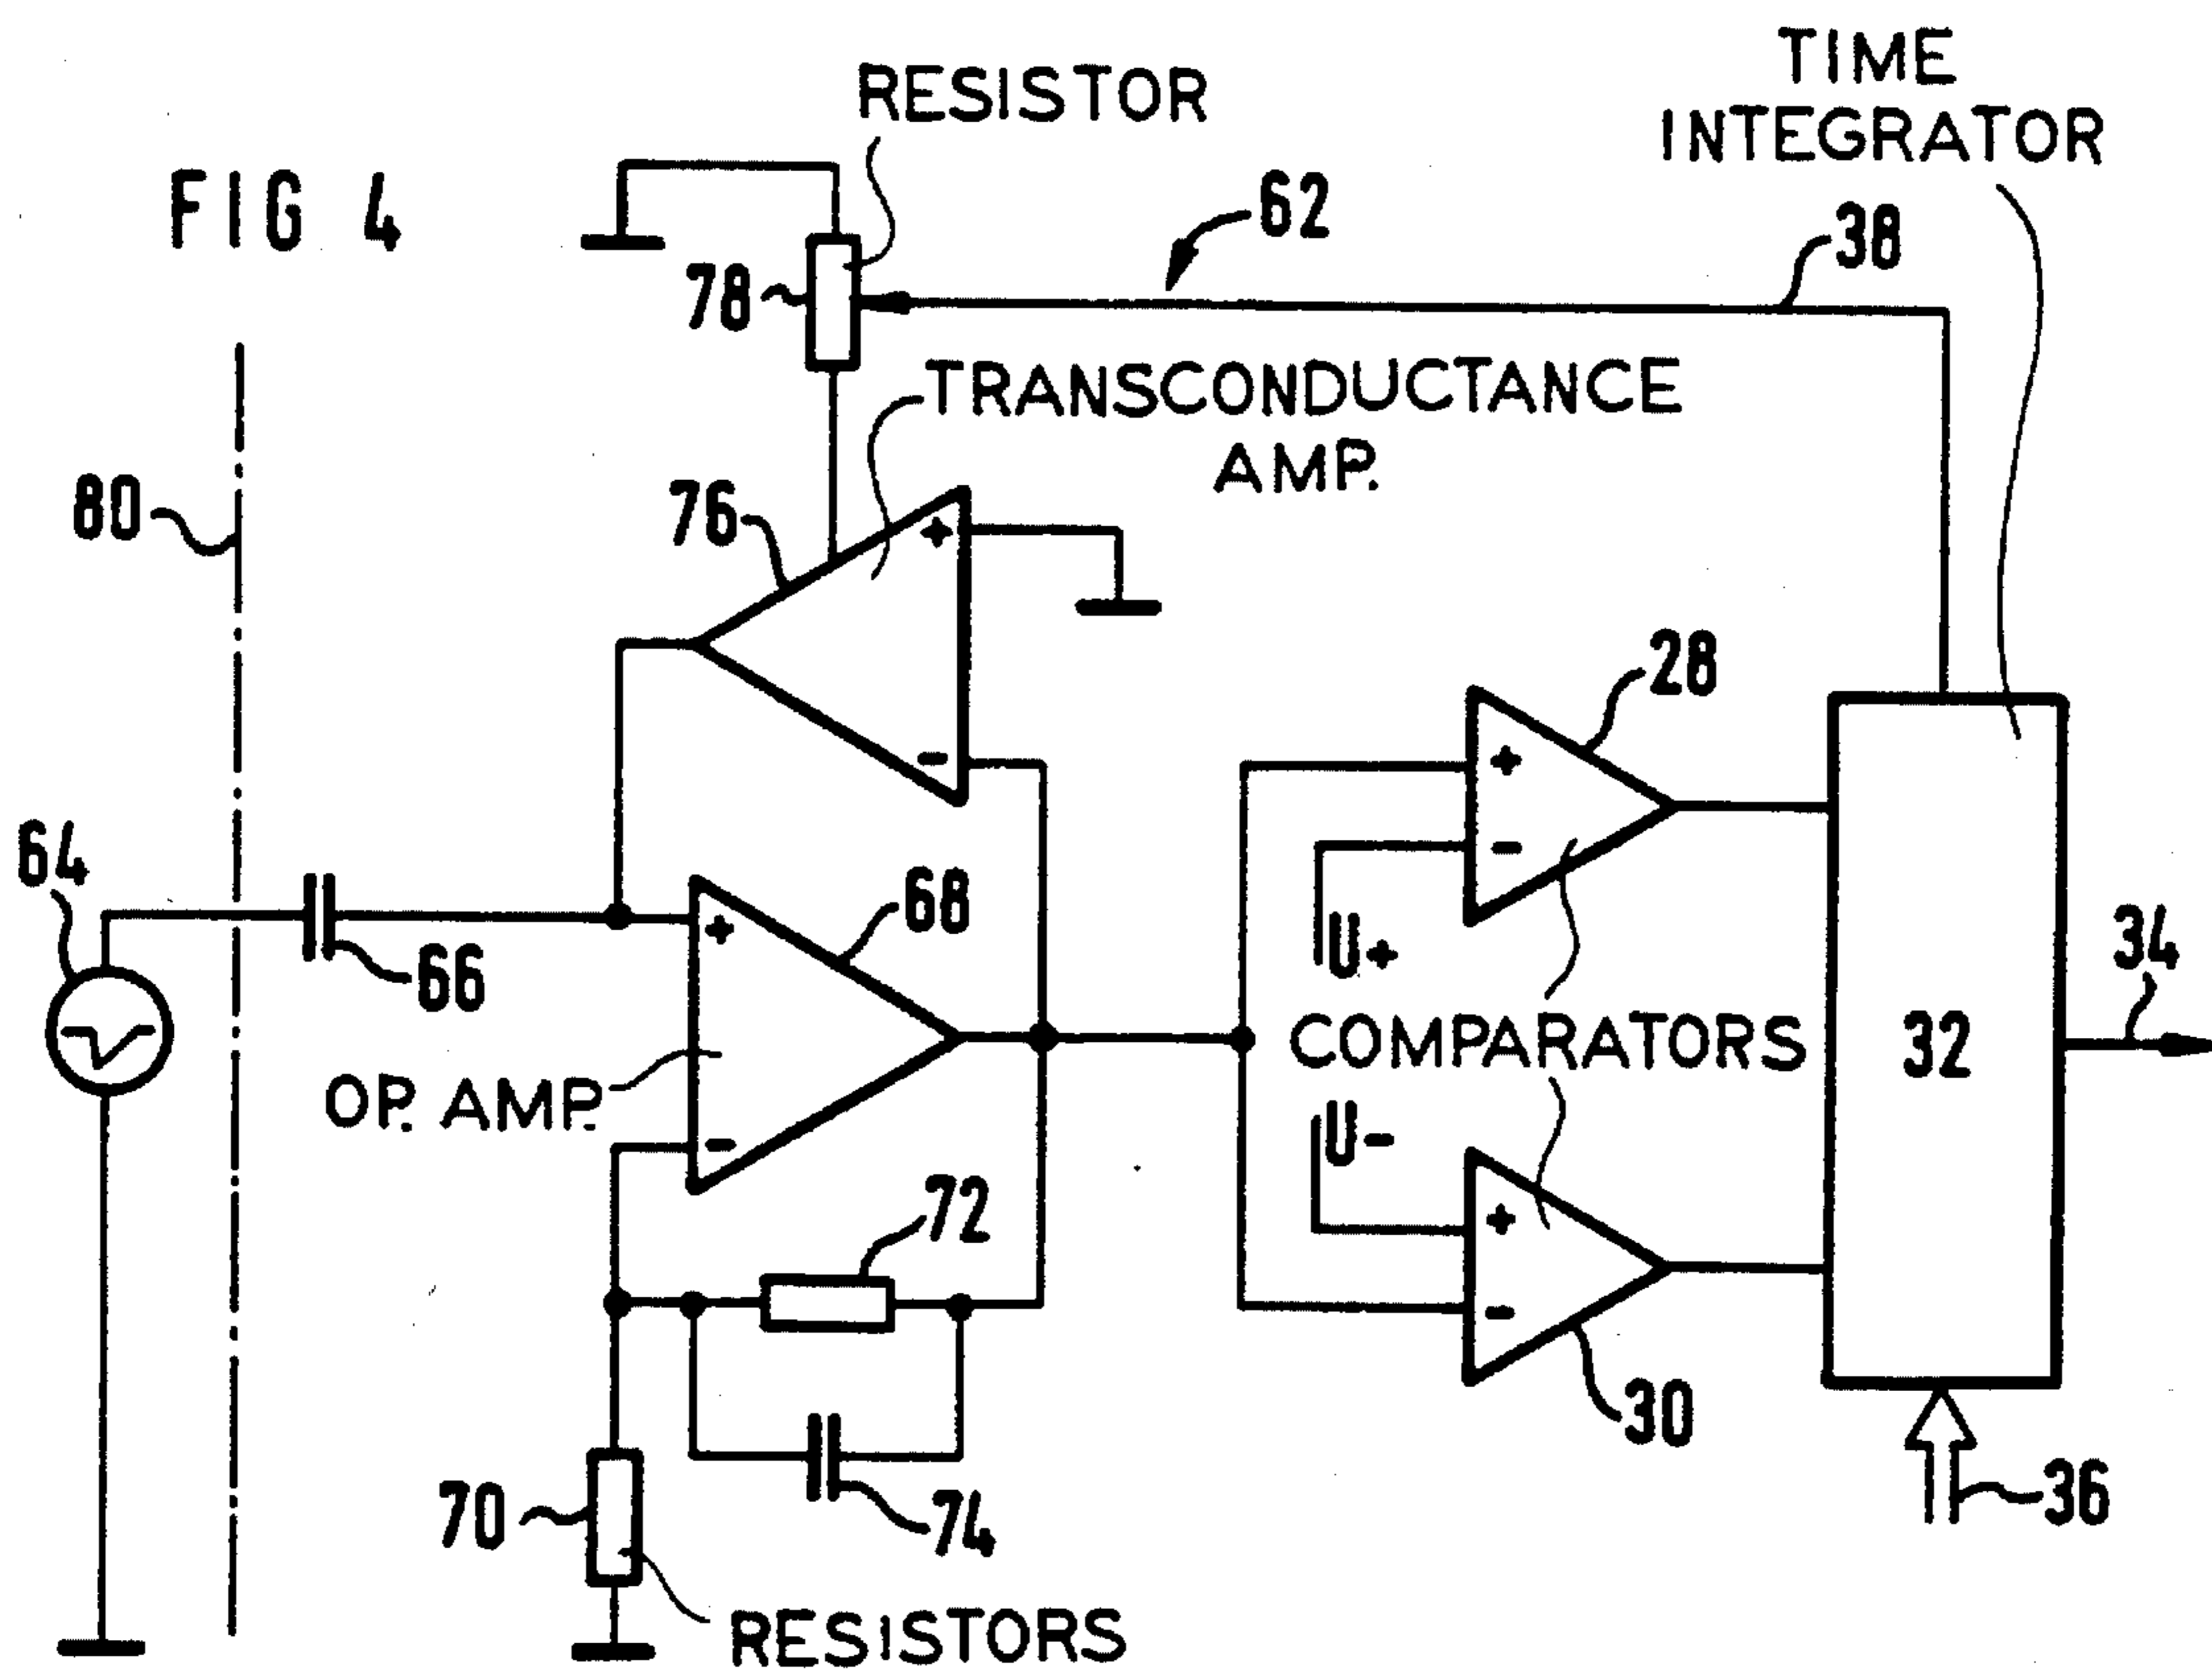 TIME
INTEGRATOR
RESISTOR
FIG 4
62
38
78
TRANSCONDUCTANCE
AMP.
80
76
+
28
-
+
64
-
68
+
U+
34
66
COMPARATORS
32
OP. AMP.
U-
-
72
+
-
30
70
74
36
RESISTORS